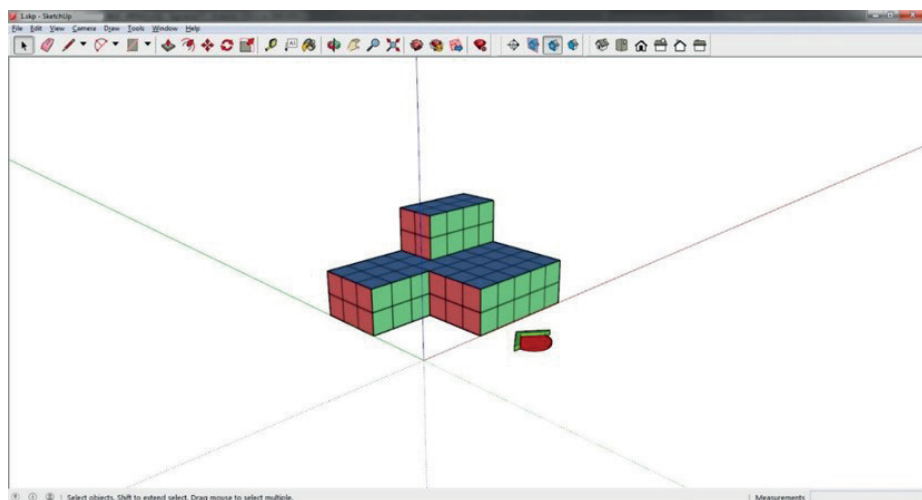 1.skp - SketchUp
File Edit View Camera Draw Tools Window Help
Select objects. Shift to extend select. Drag mouse to select multiple.
Measurements